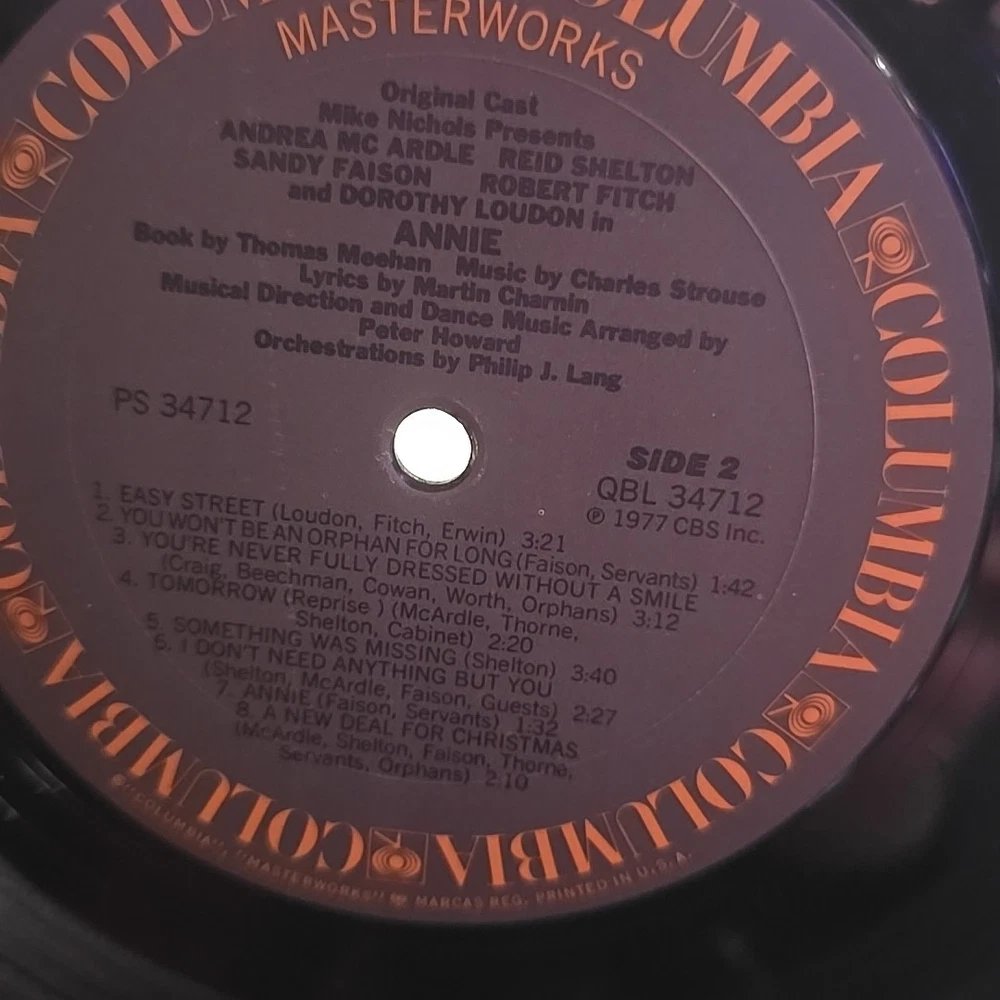 COLUMBIA COLUMBIA COLUMBIA COLUMBIA COLUMBIA COLUMBIA COLUMBIA
MASTERWORKS
Original Cast
Mike Nichols Presents
ANDREA MC ARDLE REID SHELTON
SANDY FAISON ROBERT FITCH
and DOROTHY LOUDON in
ANNIE
Book by Thomas Meehan Music by Charles Strouse
Lyrics by Martin Charnin
Musical Direction and Dance Music Arranged by
Peter Howard
Orchestrations by Philip J. Lang
PS 34712
SIDE 2
QBL 34712
℗ 1977 CBS Inc.
1. EASY STREET (Loudon, Fitch, Erwin) 3:21
2. YOU WON'T BE AN ORPHAN FOR LONG (Faison, Servants) 1:42
3. YOU'RE NEVER FULLY DRESSED WITHOUT A SMILE
(Craig, Beechman, Cowan, Worth, Orphans) 3:12
4. TOMORROW (Reprise) (McArdle, Thorne,
Shelton, Cabinet) 2:20
5. SOMETHING WAS MISSING (Shelton) 3:40
6. I DON'T NEED ANYTHING BUT YOU
(Shelton, McArdle, Faison, Guests) 2:27
7. ANNIE (Faison, Servants) 1:32
8. A NEW DEAL FOR CHRISTMAS
(McArdle, Shelton, Faison, Thorne,
Servants, Orphans) 2:10
"COLUMBIA", "MASTERWORKS" MARCAS REG. PRINTED IN U.S.A.